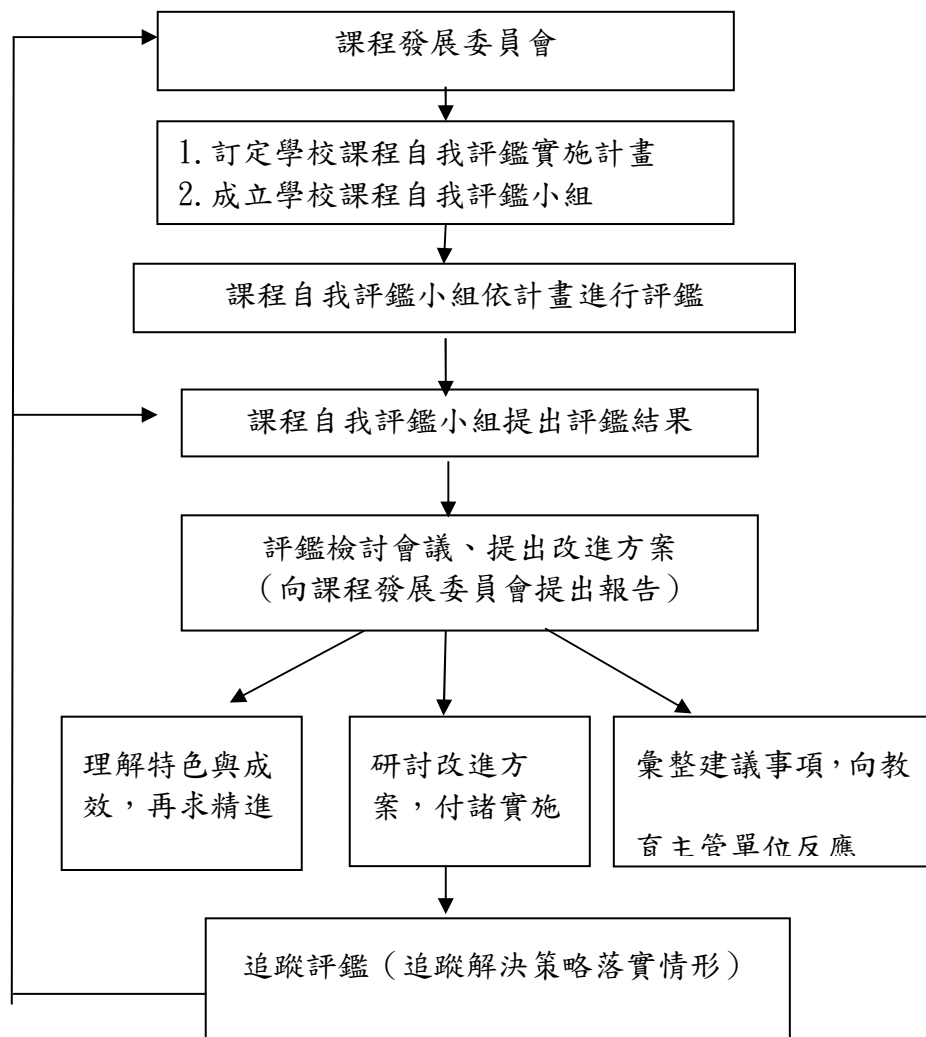 課程發展委員會
1.訂定學校課程自我評鑑實施計畫
2.成立學校課程自我評鑑小組
課程自我評鑑小組依計畫進行評鑑
課程自我評鑑小組提出評鑑結果
評鑑檢討會議、提出改進方案
（向課程發展委員會提出報告）
理解特色與成
效，再求精進
研討改進方
案，付諸實施
彙整建議事項，向教
育主管單位反應
追蹤評鑑（追蹤解決策略落實情形）